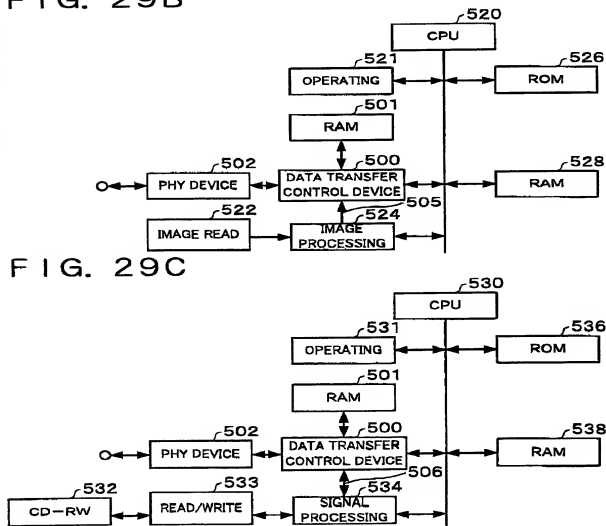 FIG. 29B
520
CPU
521
OPERATING
526
ROM
501
RAM
502
PHY DEVICE
500
DATA TRANSFER
CONTROL DEVICE
528
RAM
505
522
IMAGE READ
524
IMAGE
PROCESSING
FIG. 29C
530
CPU
531
OPERATING
536
ROM
501
RAM
502
PHY DEVICE
500
DATA TRANSFER
CONTROL DEVICE
538
RAM
506
532
CD-RW
533
READ/WRITE
534
SIGNAL
PROCESSING